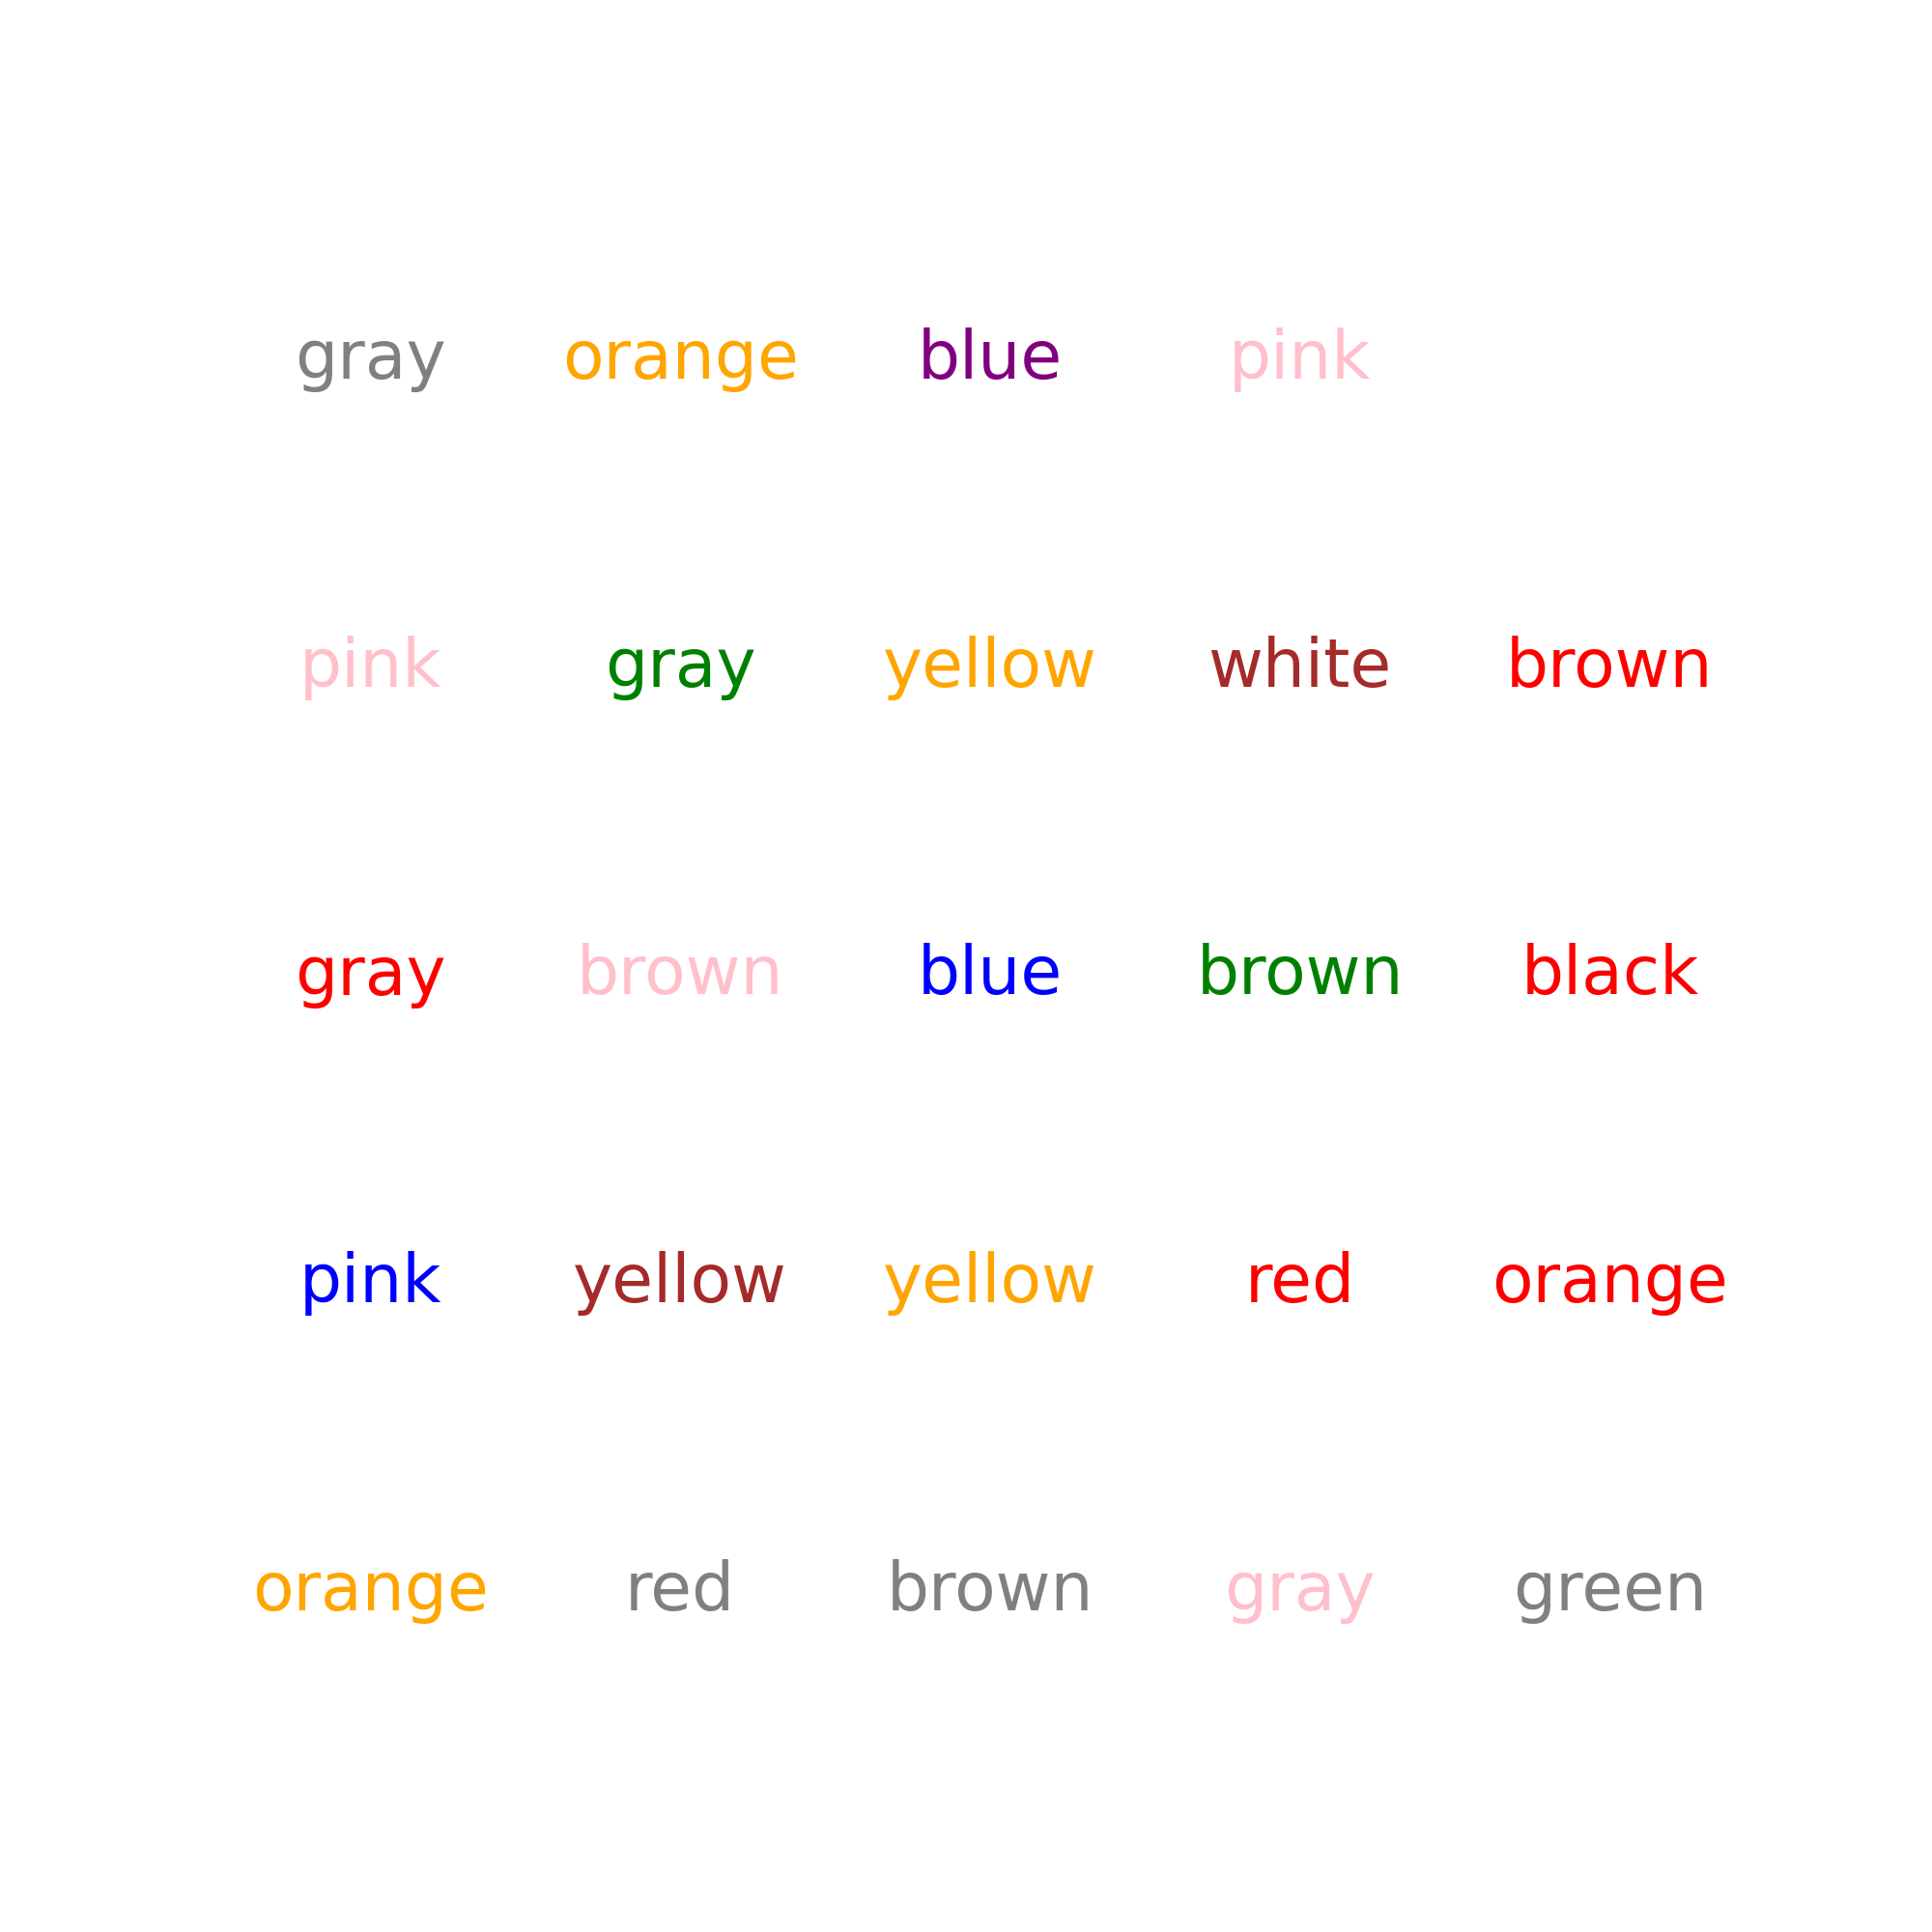 gray orange blue pink
pink gray yellow white brown
gray brown blue brown black
pink yellow yellow red orange
orange red brown gray green